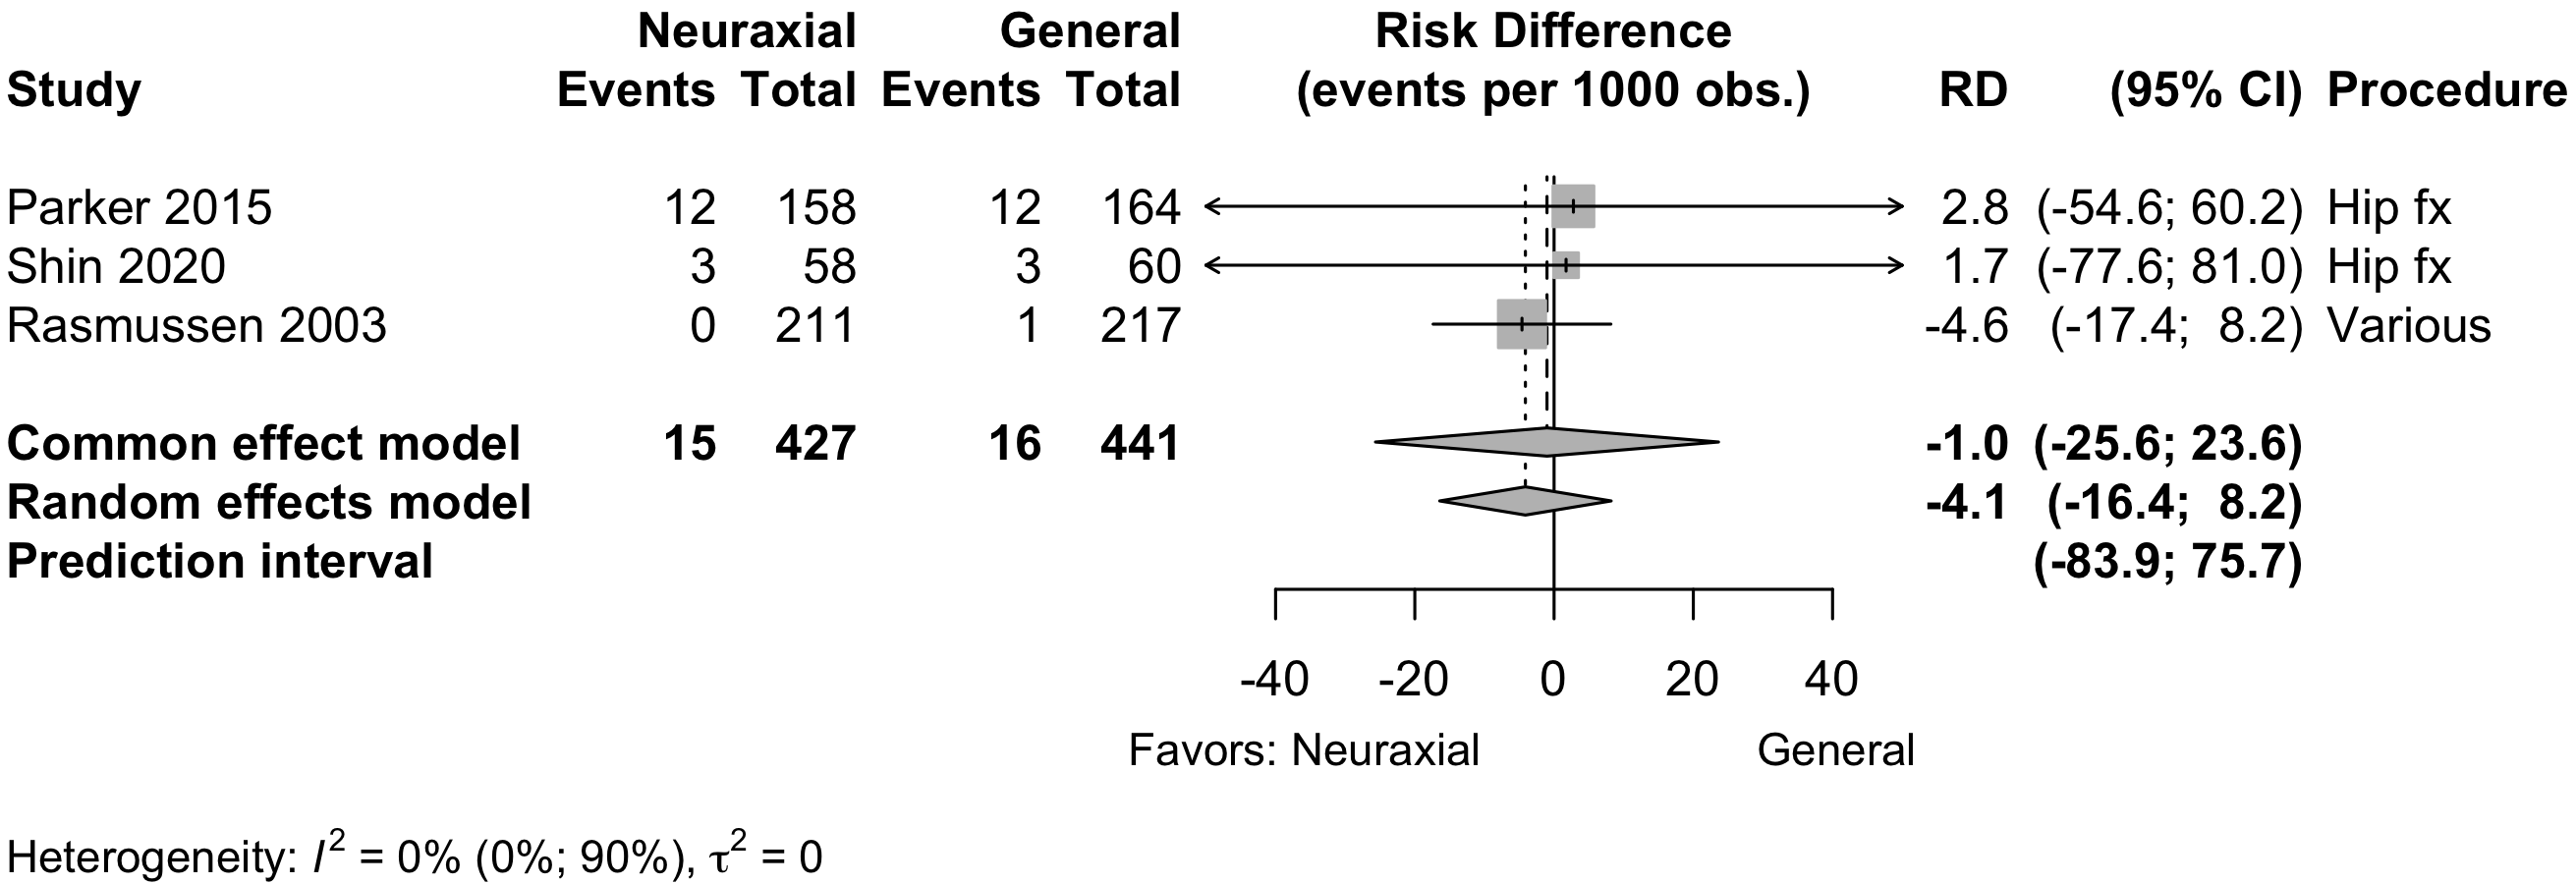 Neuraxial General Risk Difference
Study Events Total Events Total (events per 1000 obs.) RD (95% CI) Procedure
Parker 2015 12 158 12 164 2.8 (-54.6; 60.2) Hip fx
Shin 2020 3 58 3 60 1.7 (-77.6; 81.0) Hip fx
Rasmussen 2003 0 211 1 217 -4.6 (-17.4; 8.2) Various
Common effect model 15 427 16 441 -1.0 (-25.6; 23.6)
Random effects model -4.1 (-16.4; 8.2)
Prediction interval (-83.9; 75.7)
-40 -20 0 20 40
Favors: Neuraxial General
Heterogeneity: I² = 0% (0%; 90%), τ² = 0